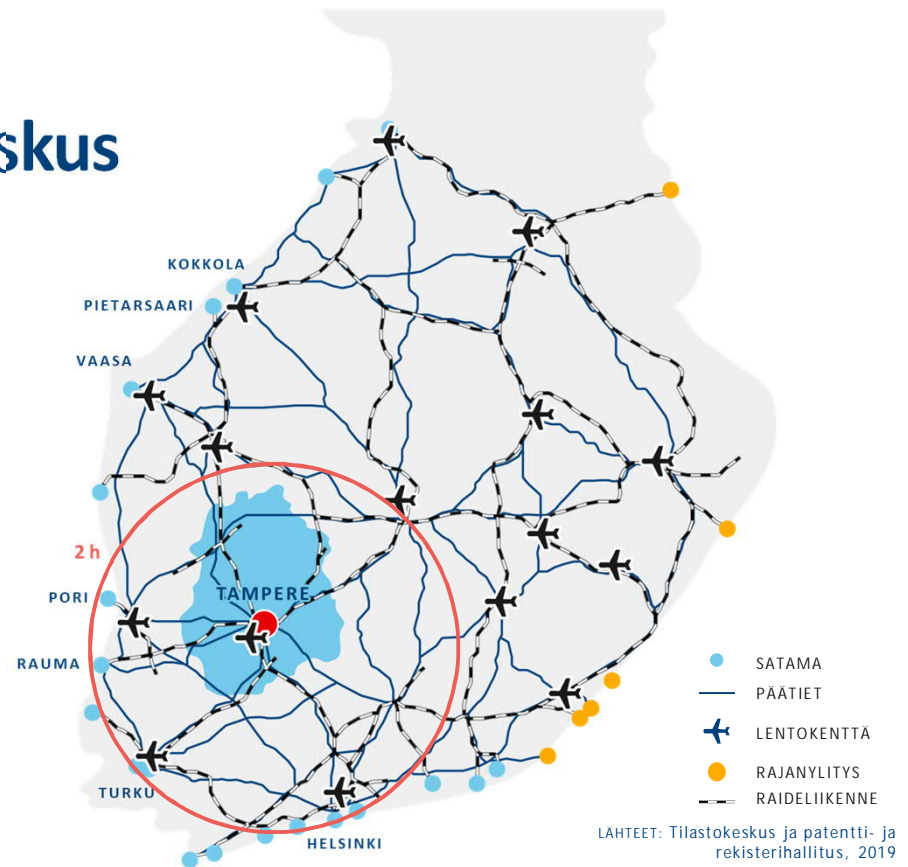 skus
KOKKOLA
PIETARSAARI
VAASA
2 h
PORI
TAMPERE
RAUMA
TURKU
HELSINKI
SATAMA
PÄÄTIET
LENTOKENTTÄ
RAJANYLITYS
RAIDELIIKENNE
LÄHTEET: Tilastokeskus ja patentti- ja
rekisterihallitus, 2019